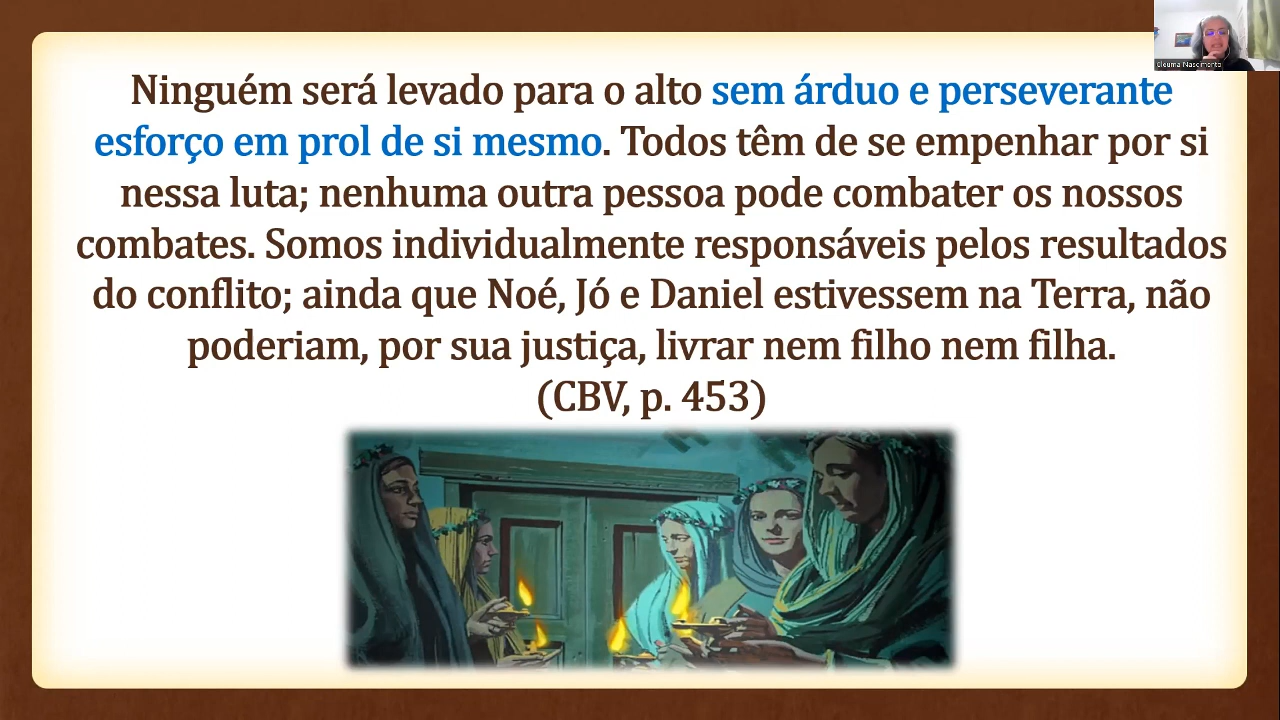 Cleuma Nascimento
Ninguém será levado para o alto sem árduo e perseverante
esforço em prol de si mesmo. Todos têm de se empenhar por si
nessa luta; nenhuma outra pessoa pode combater os nossos
combates. Somos individualmente responsáveis pelos resultados
do conflito; ainda que Noé, Jó e Daniel estivessem na Terra, não
poderiam, por sua justiça, livrar nem filho nem filha.
(CBV, p. 453)